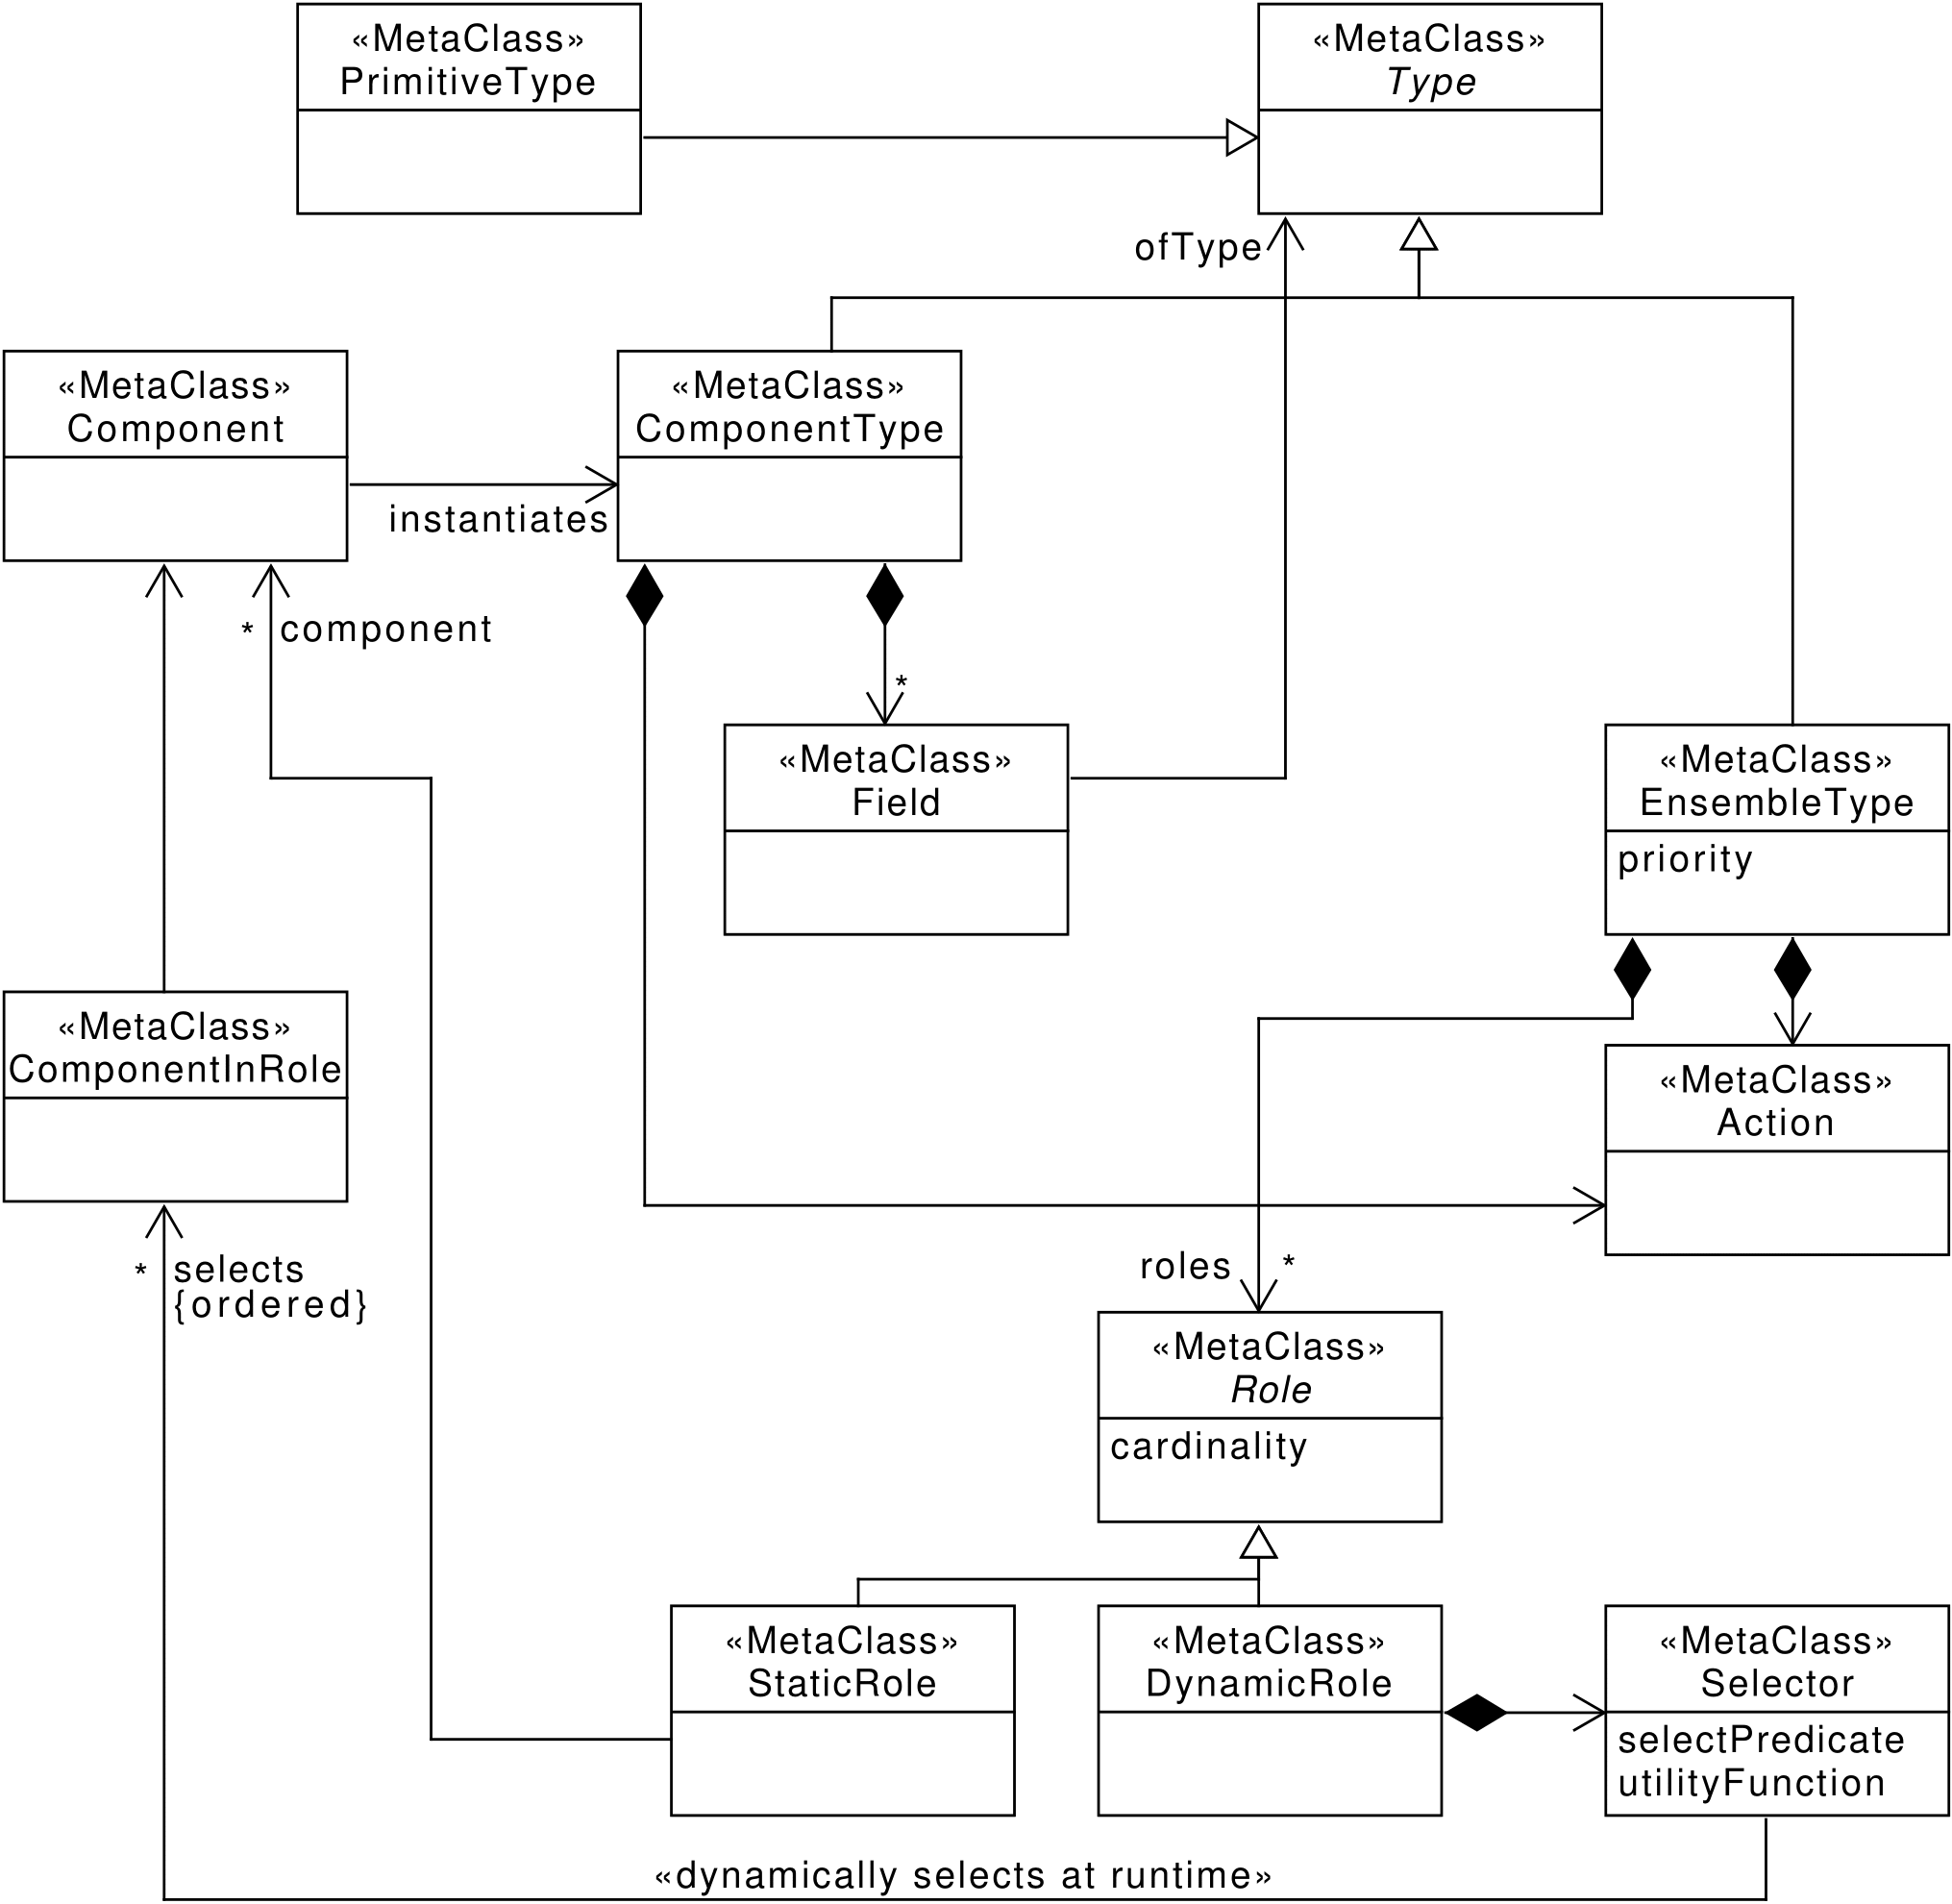 «MetaClass»
PrimitiveType
«MetaClass»
Type
ofType
«MetaClass»
Component
«MetaClass»
ComponentType
instantiates
* component
*
«MetaClass»
Field
«MetaClass»
EnsembleType
priority
«MetaClass»
ComponentInRole
«MetaClass»
Action
* selects
{ordered}
roles *
«MetaClass»
Role
cardinality
«MetaClass»
StaticRole
«MetaClass»
DynamicRole
«MetaClass»
Selector
selectPredicate
utilityFunction
«dynamically selects at runtime»